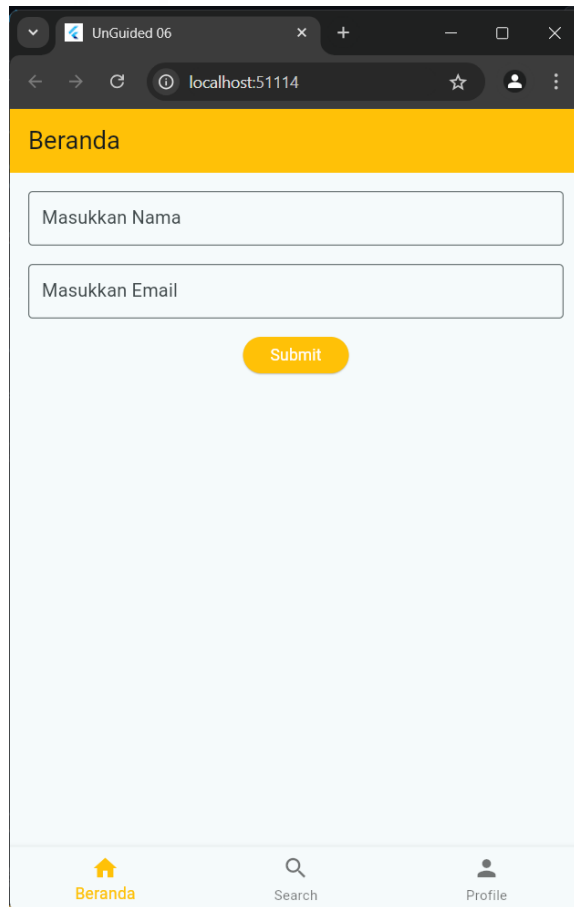 UnGuided 06
localhost:51114
Beranda
Masukkan Nama
Masukkan Email
Submit
Beranda
Search
Profile